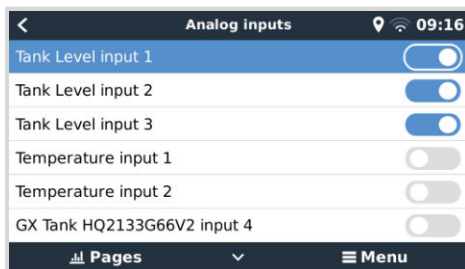 Analog inputs 09:16
Tank Level input 1
Tank Level input 2
Tank Level input 3
Temperature input 1
Temperature input 2
GX Tank HQ2133G66V2 input 4
Pages Menu